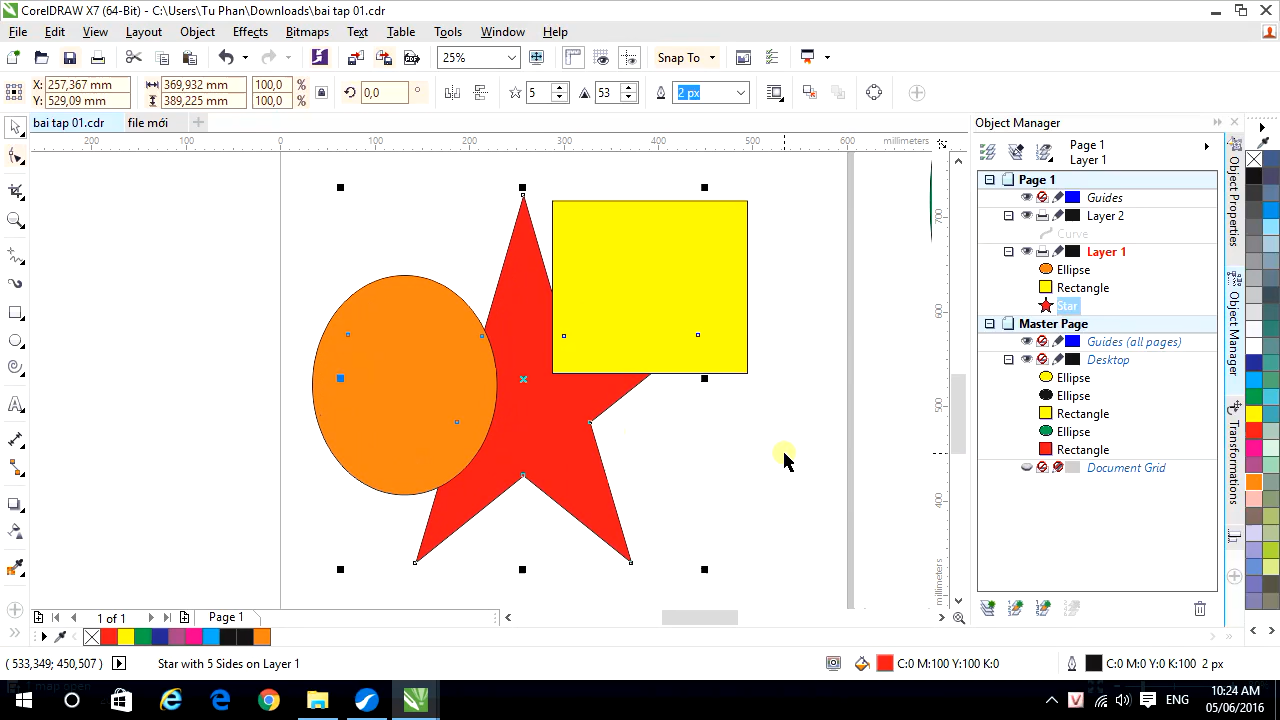 CorelDRAW X7 (64-Bit) - C:\Users\Tu Phan\Downloads\bai tap 01.cdr
File Edit View Layout Object Effects Bitmaps Text Table Tools Window Help
25% Snap To
X: 257,367 mm 369,932 mm 100,0 % 0,0 ° 5 53 2 px
Y: 529,09 mm 389,225 mm 100,0 %
bai tap 01.cdr file mới
200 100 0 100 200 300 400 500 600 millimeters
700
600
500
400
millimeters
Object Manager
Page 1
Layer 1
Page 1
Guides
Layer 2
Curve
Layer 1
Ellipse
Rectangle
Star
Master Page
Guides (all pages)
Desktop
Ellipse
Ellipse
Rectangle
Ellipse
Rectangle
Document Grid
Object Properties
Object Manager
Transformations
1 of 1 Page 1
( 533,349; 450,507 ) Star with 5 Sides on Layer 1 C:0 M:100 Y:100 K:0 C:0 M:0 Y:0 K:100 2 px
ENG
10:24 AM
05/06/2016